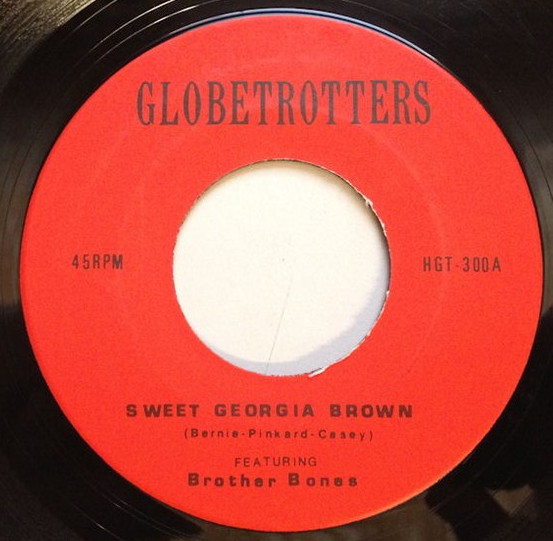 GLOBETROTTERS
45RPM
HGT-300A
SWEET GEORGIA BROWN
(Bernie-Pinkard-Casey)
FEATURING
Brother Bones